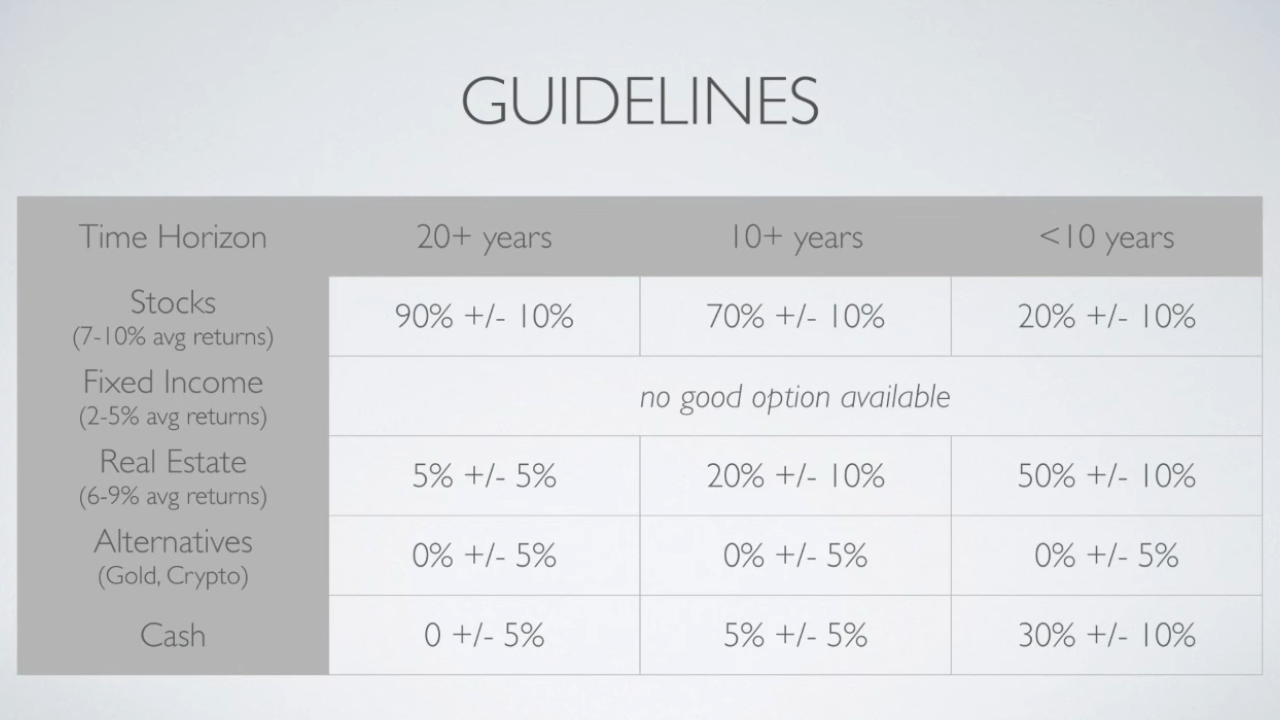 GUIDELINES
Time Horizon 20+ years 10+ years <10 years
Stocks
(7-10% avg returns) 90% +/- 10% 70% +/- 10% 20% +/- 10%
Fixed Income
(2-5% avg returns) no good option available
Real Estate
(6-9% avg returns) 5% +/- 5% 20% +/- 10% 50% +/- 10%
Alternatives
(Gold, Crypto) 0% +/- 5% 0% +/- 5% 0% +/- 5%
Cash 0 +/- 5% 5% +/- 5% 30% +/- 10%